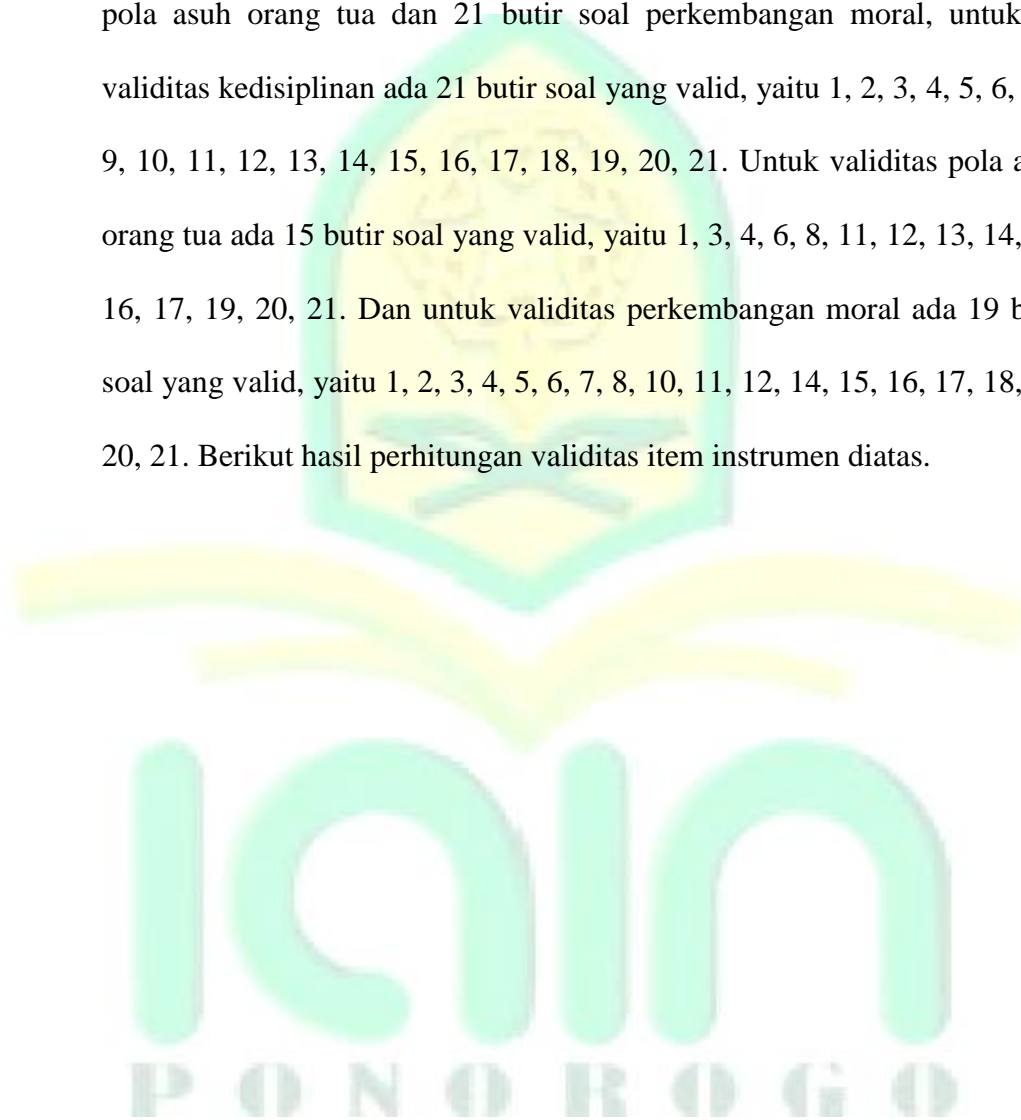 pola asuh orang tua dan 21 butir soal perkembangan moral, untuk
validitas kedisiplinan ada 21 butir soal yang valid, yaitu 1, 2, 3, 4, 5, 6,
9, 10, 11, 12, 13, 14, 15, 16, 17, 18, 19, 20, 21. Untuk validitas pola a
orang tua ada 15 butir soal yang valid, yaitu 1, 3, 4, 6, 8, 11, 12, 13, 14,
16, 17, 19, 20, 21. Dan untuk validitas perkembangan moral ada 19 b
soal yang valid, yaitu 1, 2, 3, 4, 5, 6, 7, 8, 10, 11, 12, 14, 15, 16, 17, 18,
20, 21. Berikut hasil perhitungan validitas item instrumen diatas.
iain
PONOROGO